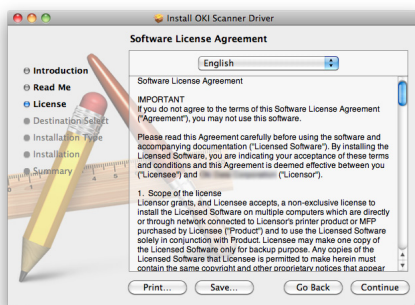 Install OKI Scanner Driver
Software License Agreement
English
Introduction
Read Me
License
Destination Select
Installation Type
Installation
Summary
Software License Agreement
IMPORTANT
If you do not agree to the terms of this Software License Agreement
("Agreement"), you may not use this software.
Please read this Agreement carefully before using the software and
accompanying documentation ("Licensed Software"). By installing the
Licensed Software, you are indicating your acceptance of these terms
and conditions and this Agreement is deemed effective between you
("Licensee") and ("Licensor").
1. Scope of the license
Licensor grants, and Licensee accepts, a non-exclusive license to
install the Licensed Software on multiple computers which are directly
or through network connected to Licensor's printer product or MFP
purchased by Licensee ("Product") and to use the Licensed Software
solely in conjunction with Product. Licensee may make one copy of
the Licensed Software only for backup purpose. Any copies of the
Licensed Software that Licensee is permitted to make herein must
contain the same copyright and other proprietary notices that appear
Print...
Save...
Go Back
Continue